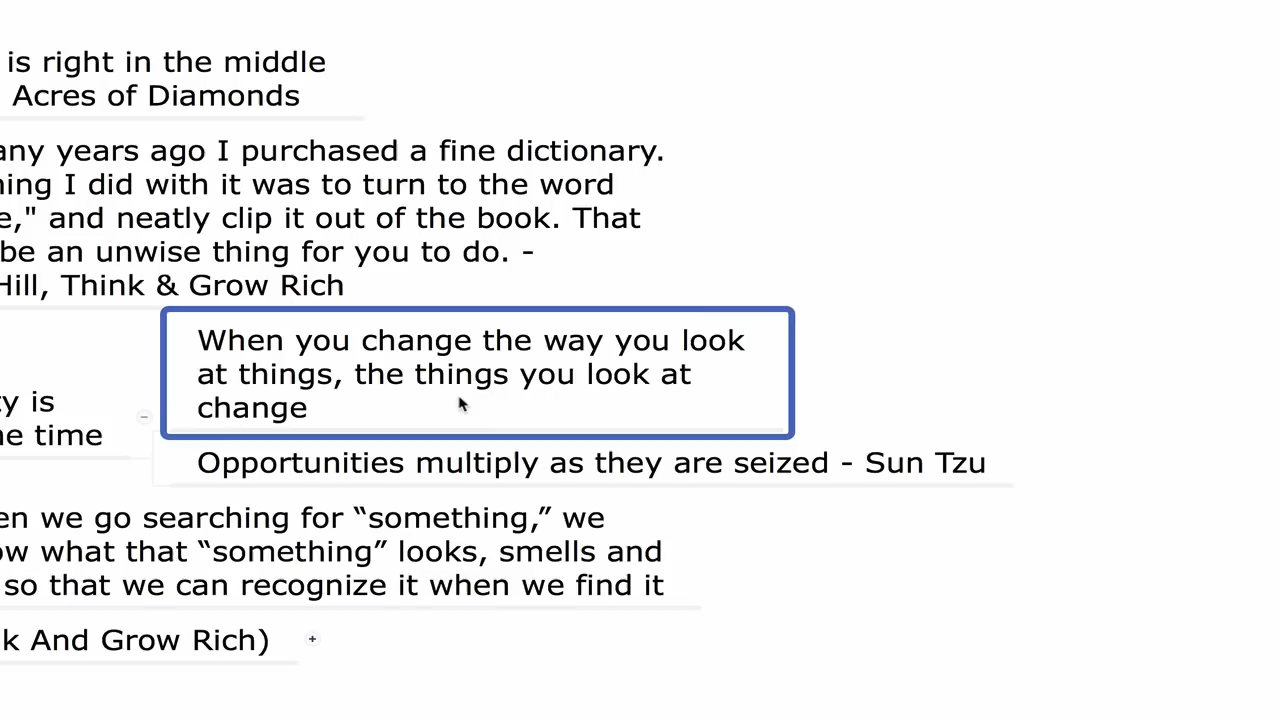 is right in the middle
Acres of Diamonds
any years ago I purchased a fine dictionary.
hing I did with it was to turn to the word
e," and neatly clip it out of the book. That
be an unwise thing for you to do. -
Hill, Think & Grow Rich
When you change the way you look
at things, the things you look at
change
ty is
he time
Opportunities multiply as they are seized - Sun Tzu
en we go searching for “something,” we
ow what that “something” looks, smells and
so that we can recognize it when we find it
k And Grow Rich)